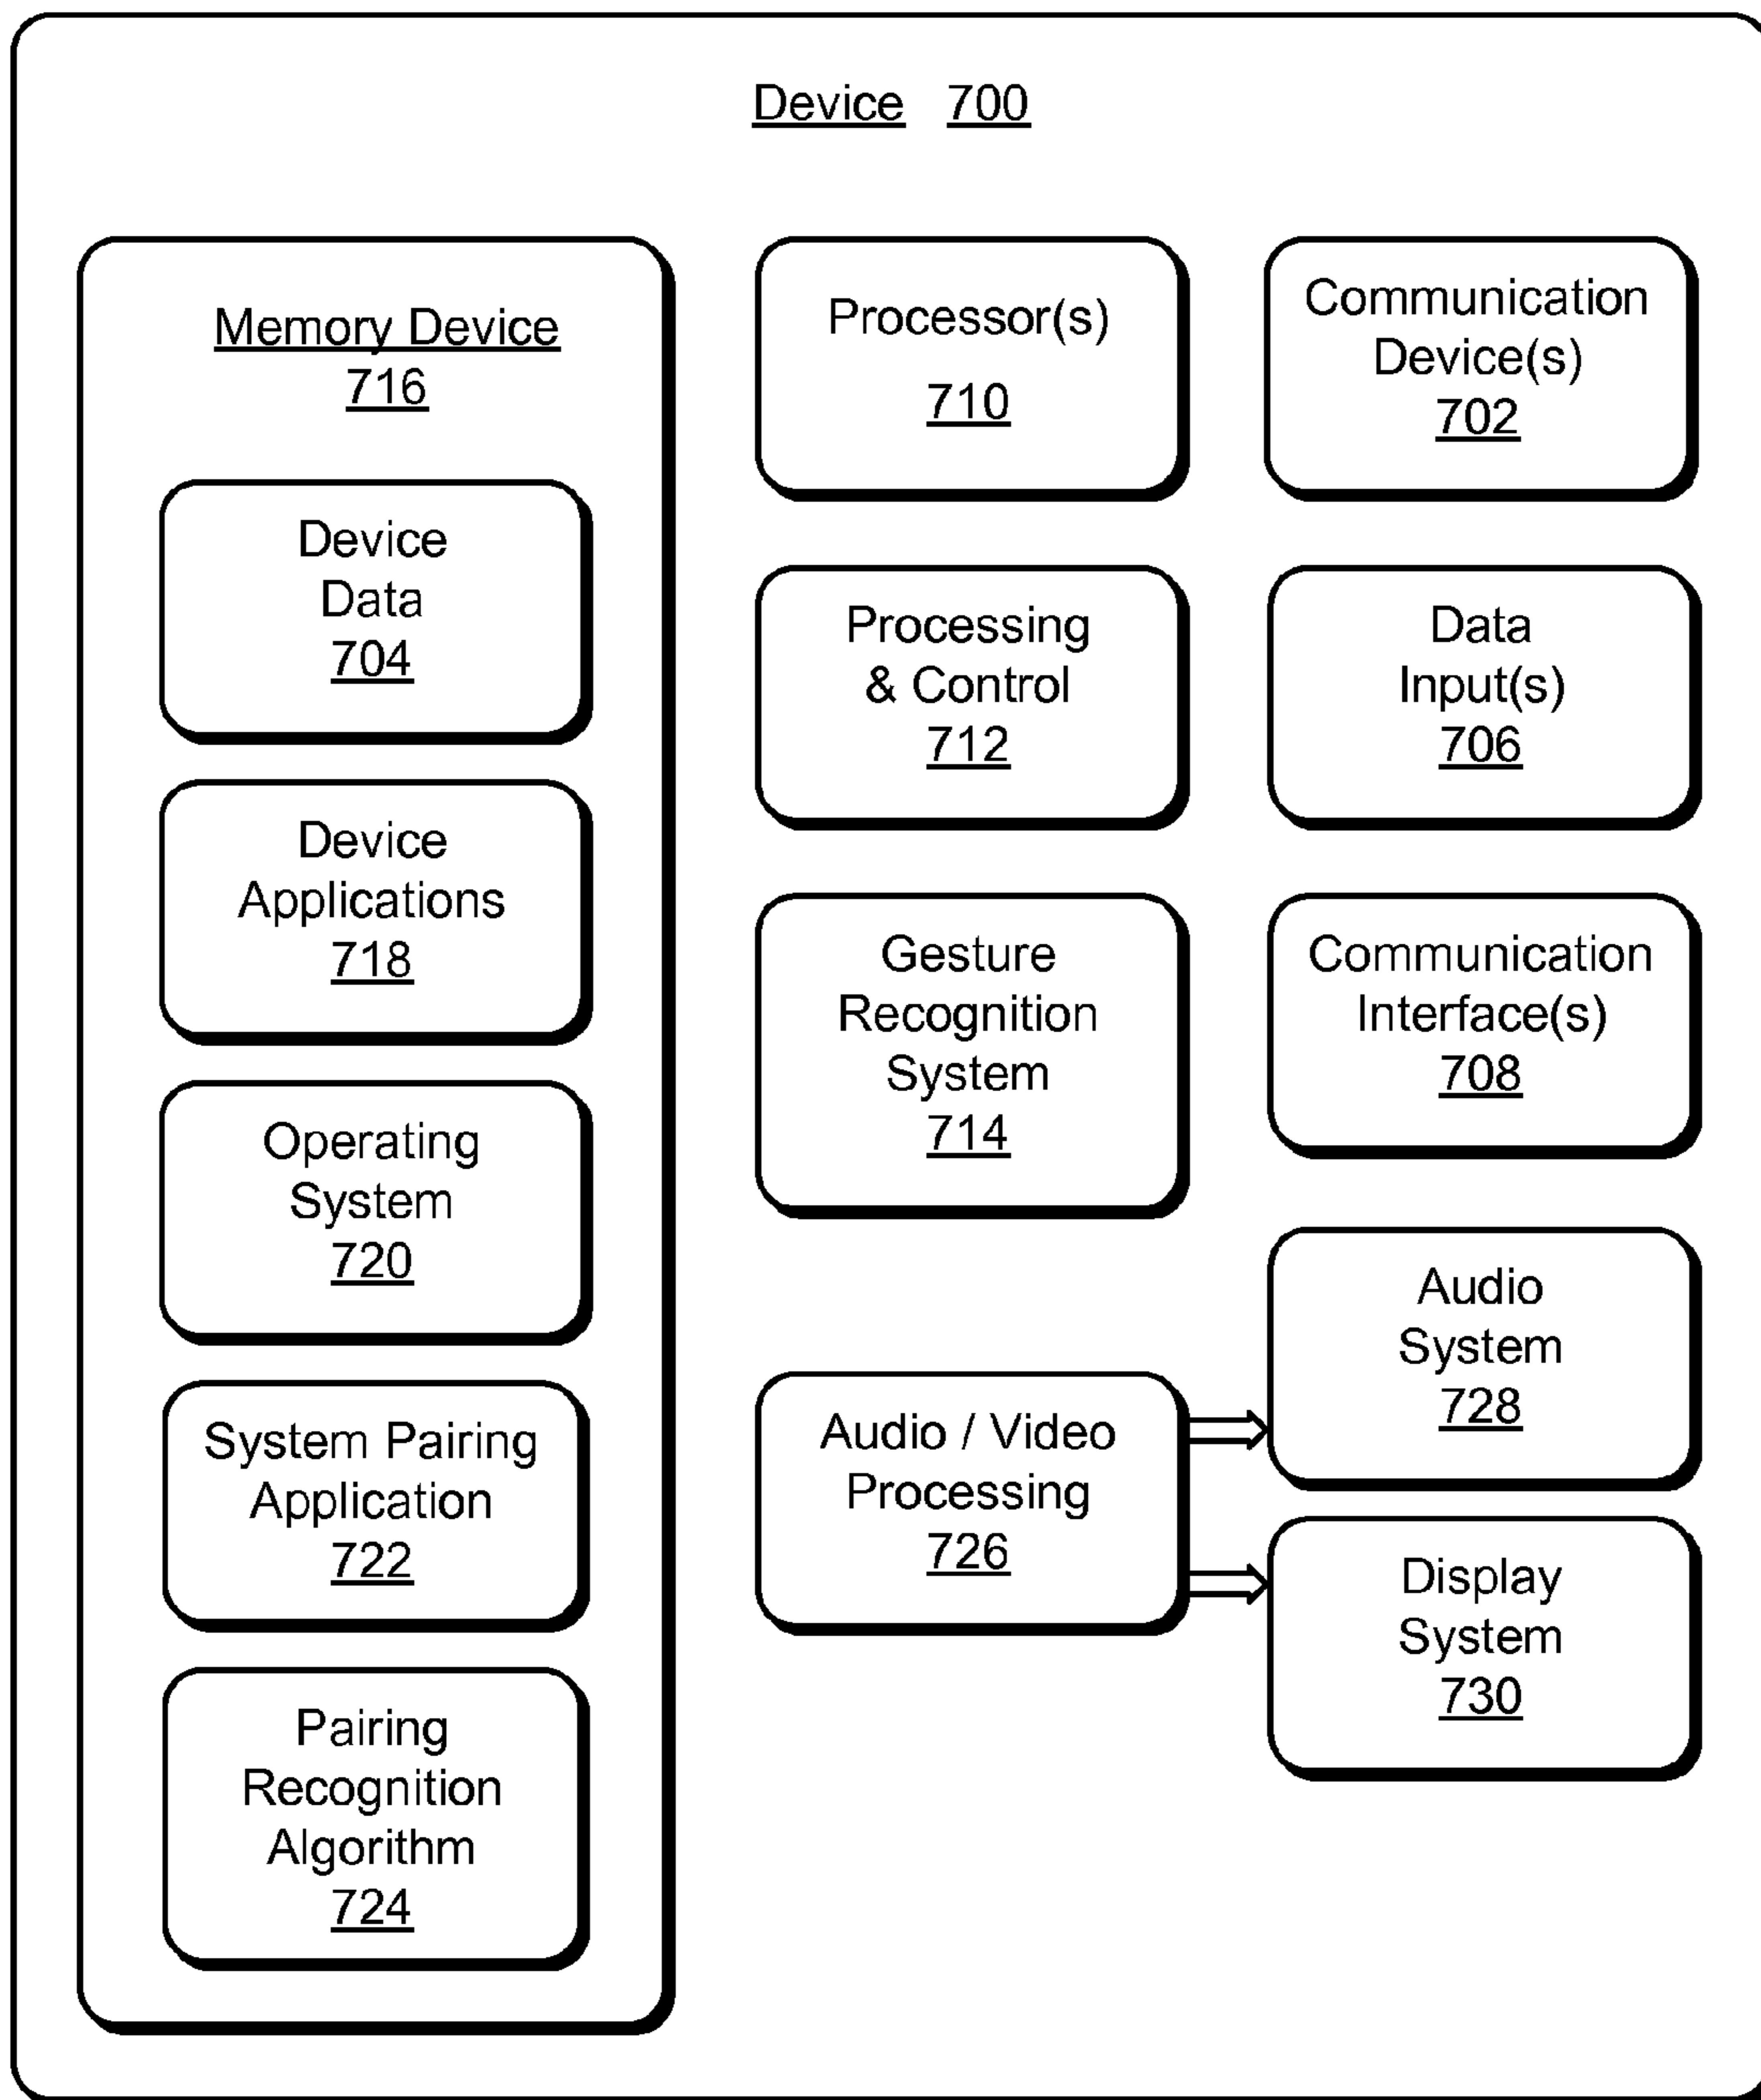 Device 700
Memory Device
716
Device
Data
704
Device
Applications
718
Operating
System
720
System Pairing
Application
722
Pairing
Recognition
Algorithm
724
Processor(s)
710
Processing
& Control
712
Gesture
Recognition
System
714
Audio / Video
Processing
726
Communication
Device(s)
702
Data
Input(s)
706
Communication
Interface(s)
708
Audio
System
728
Display
System
730